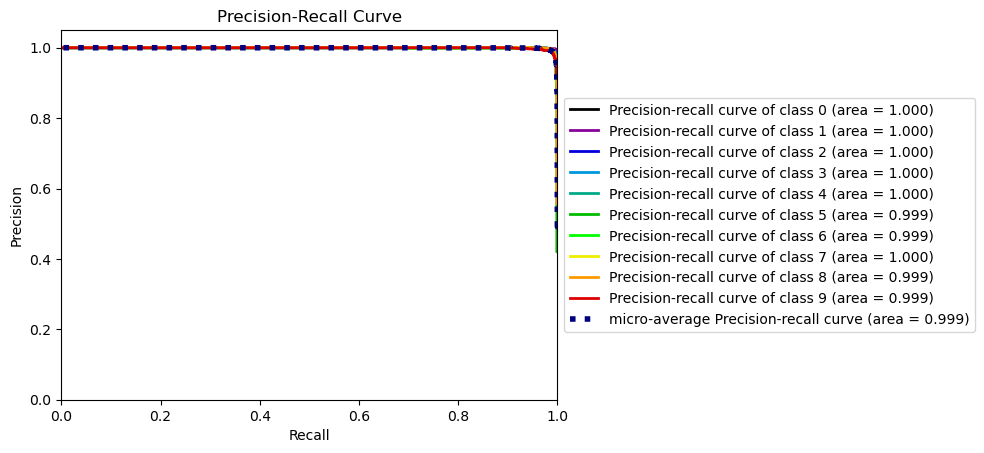 Precision-Recall Curve
1.0
0.8
0.6
0.4
0.2
0.0
Precision
0.0 0.2 0.4 0.6 0.8 1.0
Recall
Precision-recall curve of class 0 (area = 1.000)
Precision-recall curve of class 1 (area = 1.000)
Precision-recall curve of class 2 (area = 1.000)
Precision-recall curve of class 3 (area = 1.000)
Precision-recall curve of class 4 (area = 1.000)
Precision-recall curve of class 5 (area = 0.999)
Precision-recall curve of class 6 (area = 0.999)
Precision-recall curve of class 7 (area = 1.000)
Precision-recall curve of class 8 (area = 0.999)
Precision-recall curve of class 9 (area = 0.999)
micro-average Precision-recall curve (area = 0.999)